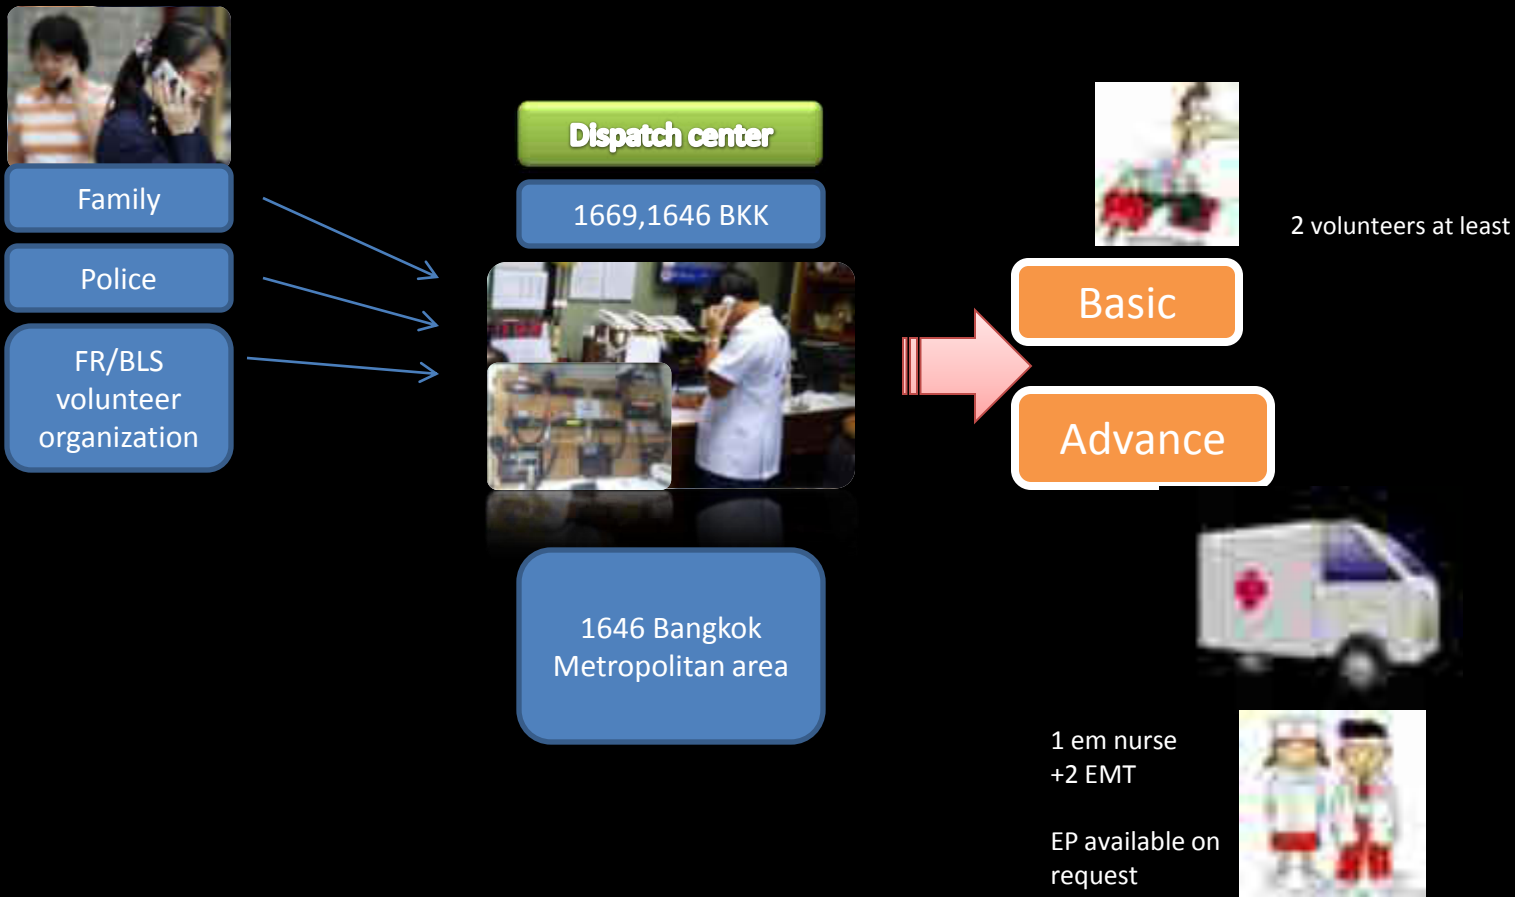 Family
Police
FR/BLS
volunteer
organization
Dispatch center
1669,1646 BKK
1646 Bangkok
Metropolitan area
2 volunteers at least
Basic
Advance
1 em nurse
+2 EMT
EP available on
request